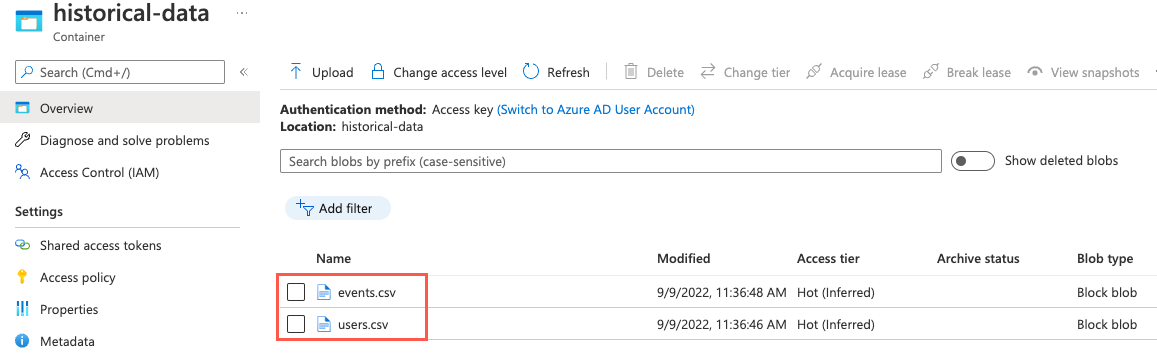 historical-data ...
Container
Search (Cmd+/) «
Overview
Diagnose and solve problems
Access Control (IAM)
Settings
Shared access tokens
Access policy
Properties
Metadata
Upload Change access level Refresh Delete Change tier Acquire lease Break lease View snapshots
Authentication method: Access key (Switch to Azure AD User Account)
Location: historical-data
Search blobs by prefix (case-sensitive) Show deleted blobs
Add filter
Name Modified Access tier Archive status Blob type
events.csv 9/9/2022, 11:36:48 AM Hot (Inferred) Block blob
users.csv 9/9/2022, 11:36:46 AM Hot (Inferred) Block blob